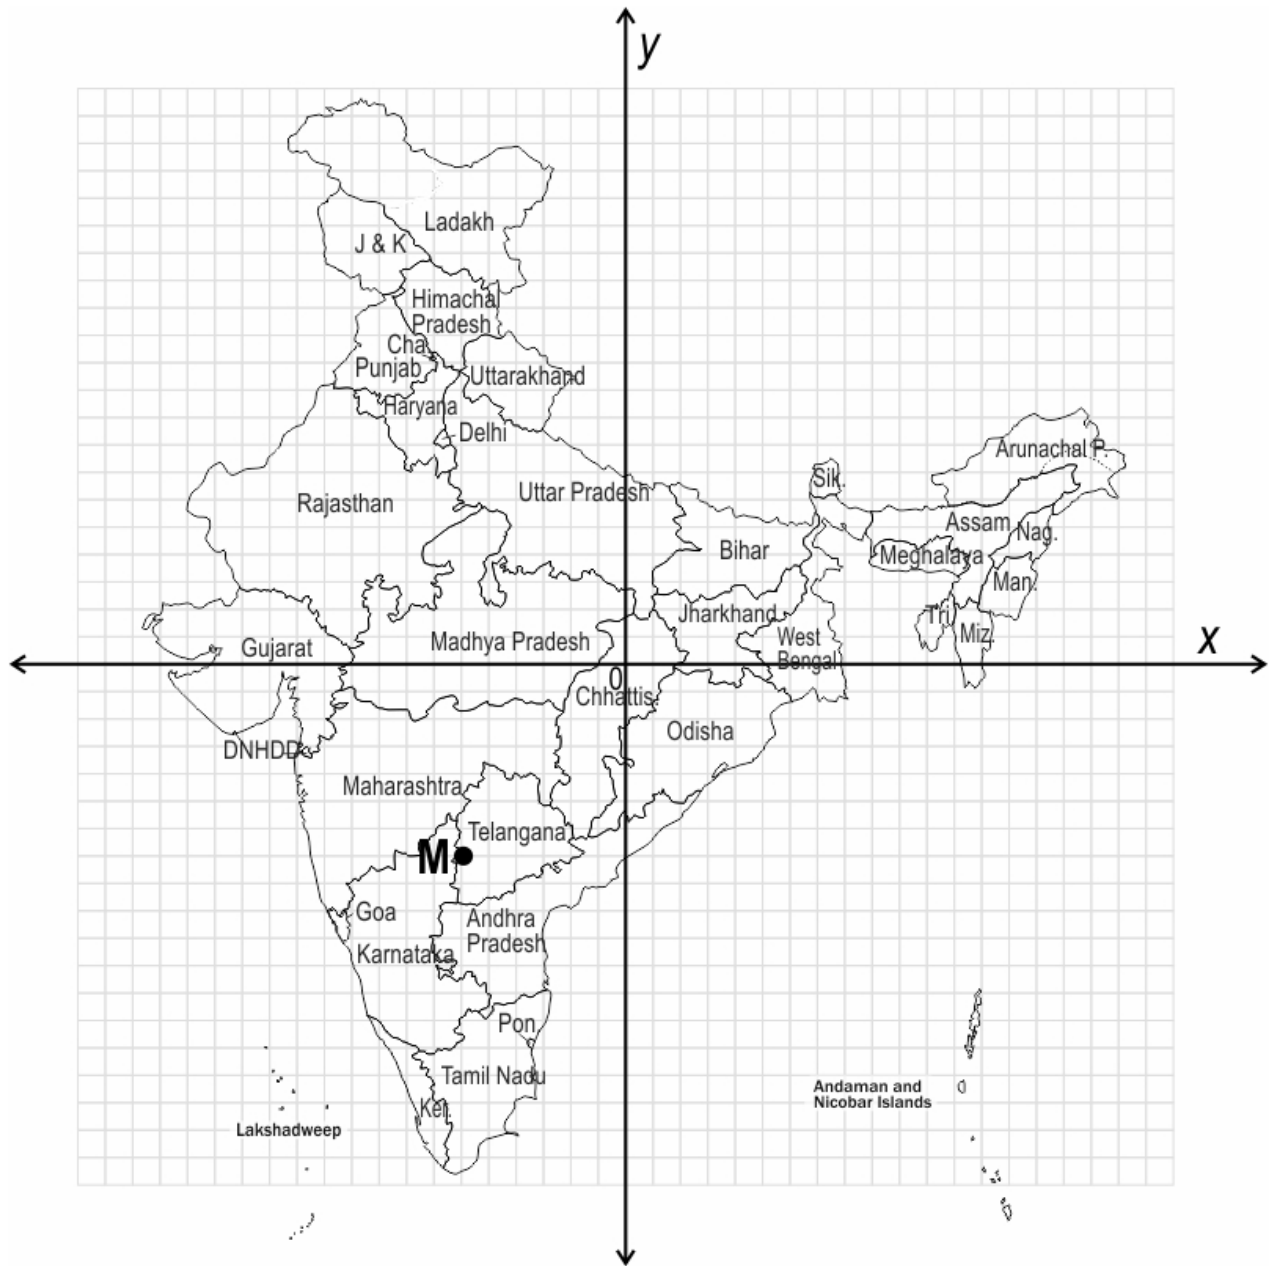 y
Ladakh
J & K
Himachal
Pradesh
Cha.
Punjab
Uttarakhand
Haryana
Delhi
Arunachal P.
Sik.
Uttar Pradesh
Rajasthan
Assam
Nag.
Bihar
Meghalaya
Man.
Jharkhand
Tri.
Miz.
West
Bengal
Madhya Pradesh
Gujarat
x
0
Chhattis.
Odisha
DNHDD
Maharashtra
Telangana
M
Goa
Andhra
Pradesh
Karnataka
Pon.
Tamil Nadu
Ker.
Andaman and
Nicobar Islands
Lakshadweep